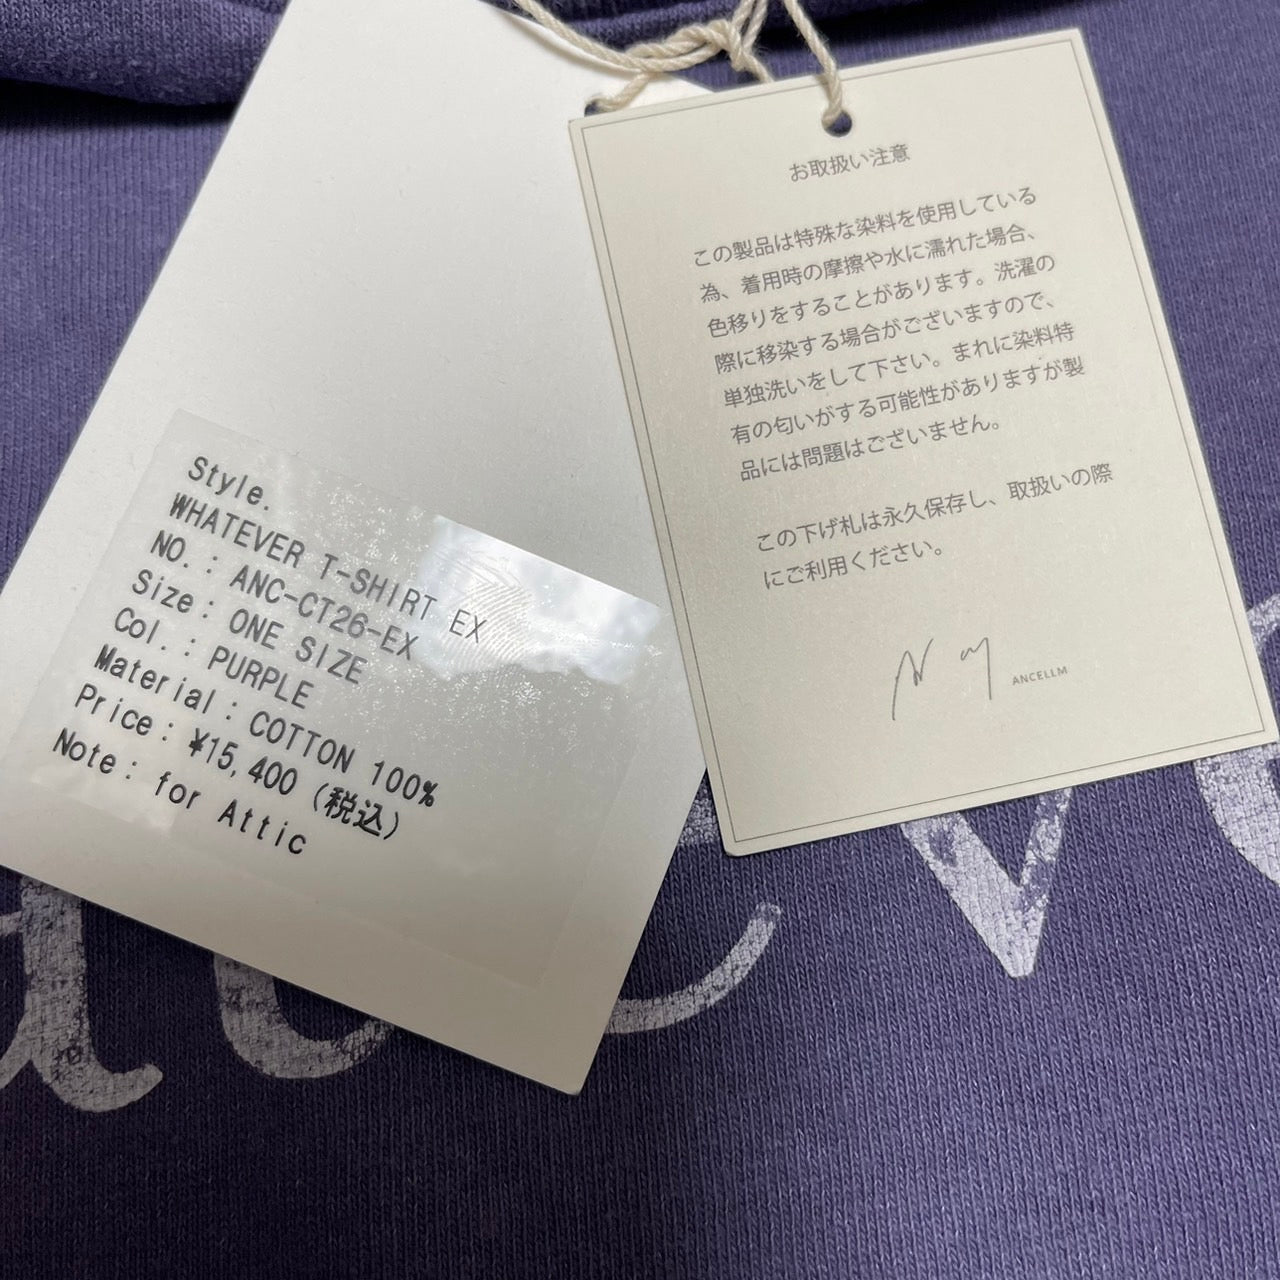 Style.
WHATEVER T-SHIRT EX
NO. : ANC-CT26-EX
Size : ONE SIZE
Col. : PURPLE
Material : COTTON 100%
Price : ¥15,400 (税込)
Note : for Attic
お取扱い注意
この製品は特殊な染料を使用している
為、着用時の摩擦や水に濡れた場合、
色移りをすることがあります。洗濯の
際に移染する場合がございますので、
単独洗いをして下さい。まれに染料特
有の匂いがする可能性がありますが製
品には問題はございません。
この下げ札は永久保存し、取扱いの際
にご利用ください。
ANCELLM